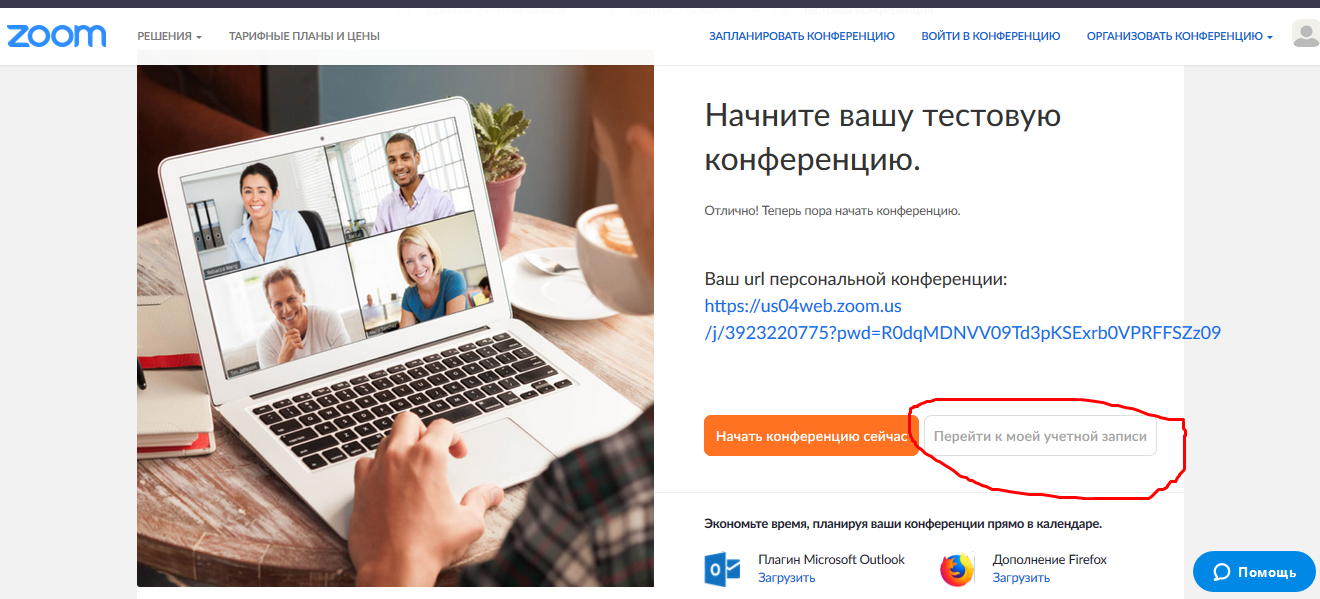 zoom
РЕШЕНИЯ
ТАРИФНЫЕ ПЛАНЫ И ЦЕНЫ
ЗАПЛАНИРОВАТЬ КОНФЕРЕНЦИЮ
ВОЙТИ В КОНФЕРЕНЦИЮ
ОРГАНИЗОВАТЬ КОНФЕРЕНЦИЮ
Начните вашу тестовую
конференцию.
Отлично! Теперь пора начать конференцию.
Ваш url персональной конференции:
https://us04web.zoom.us
/j/3923220775?pwd=R0dqMDNVV09Td3pKSExrb0VPRFFSZz09
Начать конференцию сейчас
Перейти к моей учетной записи
Экономьте время, планируя ваши конференции прямо в календаре.
Плагин Microsoft Outlook
Загрузить
Дополнение Firefox
Загрузить
Помощь